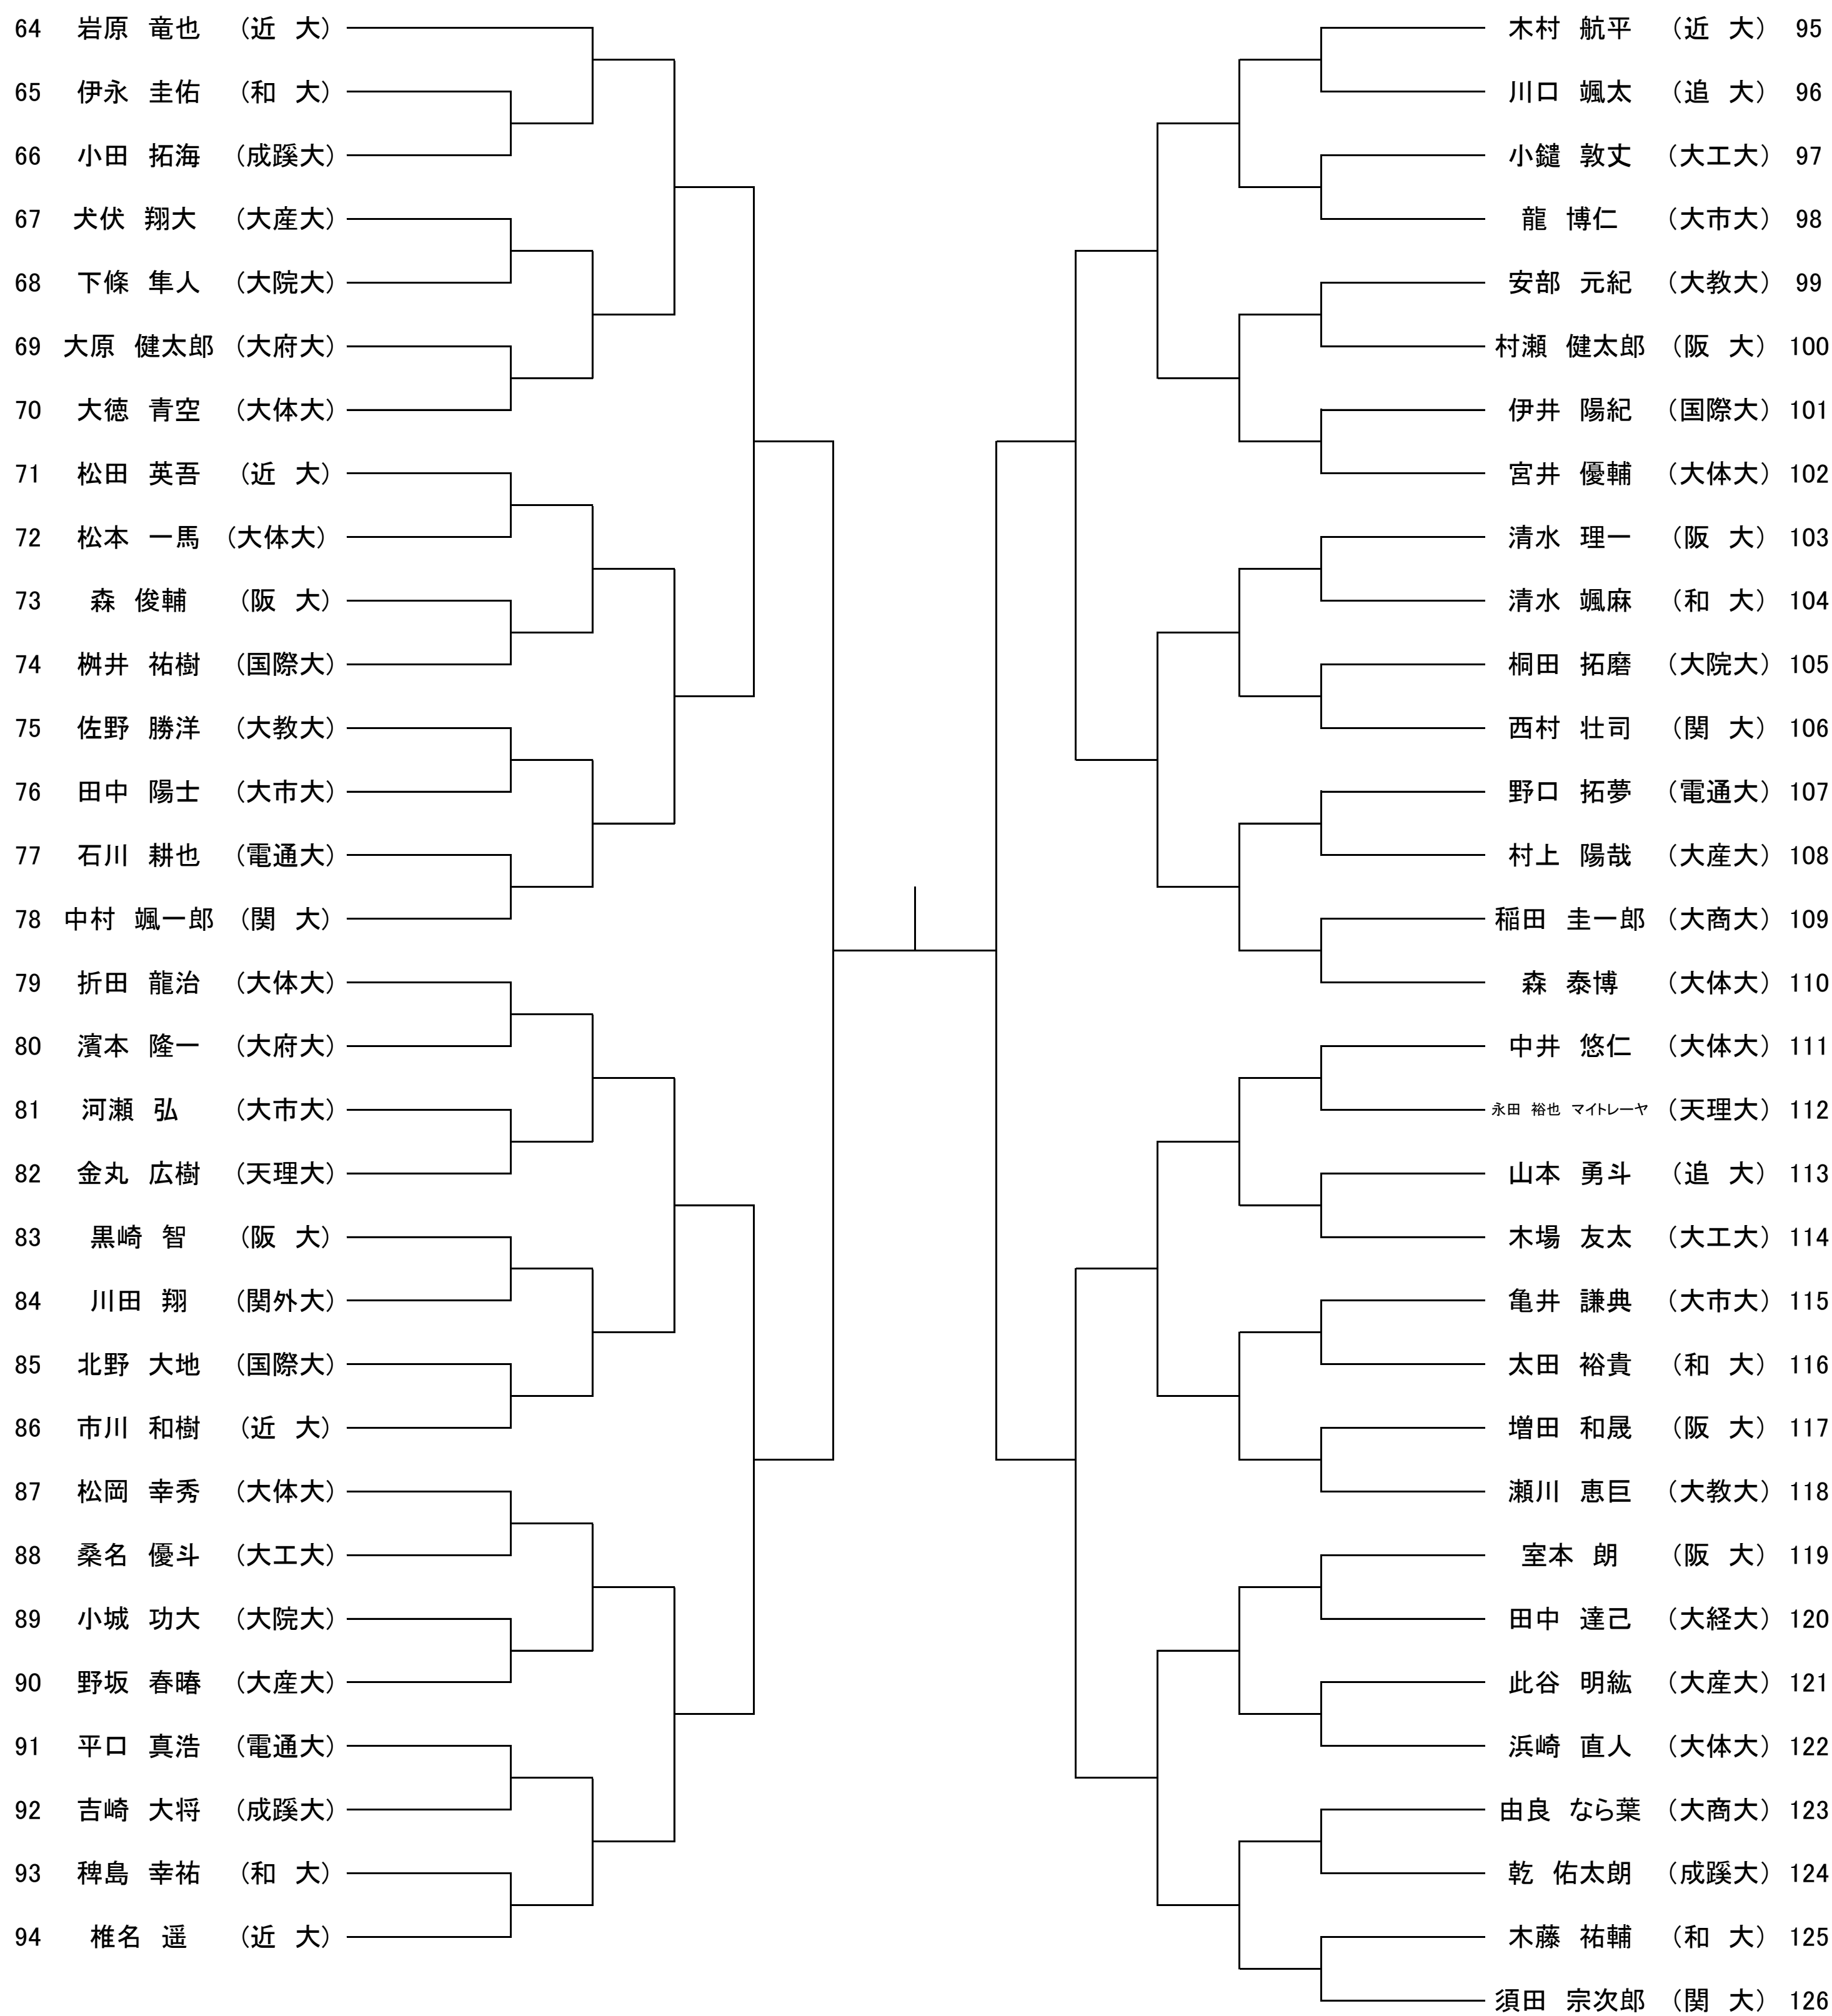 64 岩原 竜也 （近 大）
65 伊永 圭佑 （和 大）
66 小田 拓海 （成蹊大）
67 犬伏 翔大 （大産大）
68 下條 隼人 （大院大）
69 大原 健太郎 （大府大）
70 大徳 青空 （大体大）
71 松田 英吾 （近 大）
72 松本 一馬 （大体大）
73 森 俊輔 （阪 大）
74 桝井 祐樹 （国際大）
75 佐野 勝洋 （大教大）
76 田中 陽士 （大市大）
77 石川 耕也 （電通大）
78 中村 颯一郎 （関 大）
79 折田 龍治 （大体大）
80 濱本 隆一 （大府大）
81 河瀬 弘 （大市大）
82 金丸 広樹 （天理大）
83 黒崎 智 （阪 大）
84 川田 翔 （関外大）
85 北野 大地 （国際大）
86 市川 和樹 （近 大）
87 松岡 幸秀 （大体大）
88 桑名 優斗 （大工大）
89 小城 功大 （大院大）
90 野坂 春暙 （大産大）
91 平口 真浩 （電通大）
92 吉崎 大将 （成蹊大）
93 稗島 幸祐 （和 大）
94 椎名 遥 （近 大）
木村 航平 （近 大） 95
川口 颯太 （追 大） 96
小鑓 敦丈 （大工大） 97
龍 博仁 （大市大） 98
安部 元紀 （大教大） 99
村瀬 健太郎 （阪 大） 100
伊井 陽紀 （国際大） 101
宮井 優輔 （大体大） 102
清水 理一 （阪 大） 103
清水 颯麻 （和 大） 104
桐田 拓磨 （大院大） 105
西村 壮司 （関 大） 106
野口 拓夢 （電通大） 107
村上 陽哉 （大産大） 108
稲田 圭一郎 （大商大） 109
森 泰博 （大体大） 110
中井 悠仁 （大体大） 111
永田 裕也 マイトレーヤ （天理大） 112
山本 勇斗 （追 大） 113
木場 友太 （大工大） 114
亀井 謙典 （大市大） 115
太田 裕貴 （和 大） 116
増田 和晟 （阪 大） 117
瀬川 恵巨 （大教大） 118
室本 朗 （阪 大） 119
田中 達己 （大経大） 120
此谷 明紘 （大産大） 121
浜崎 直人 （大体大） 122
由良 なら葉 （大商大） 123
乾 佑太朗 （成蹊大） 124
木藤 祐輔 （和 大） 125
須田 宗次郎 （関 大） 126